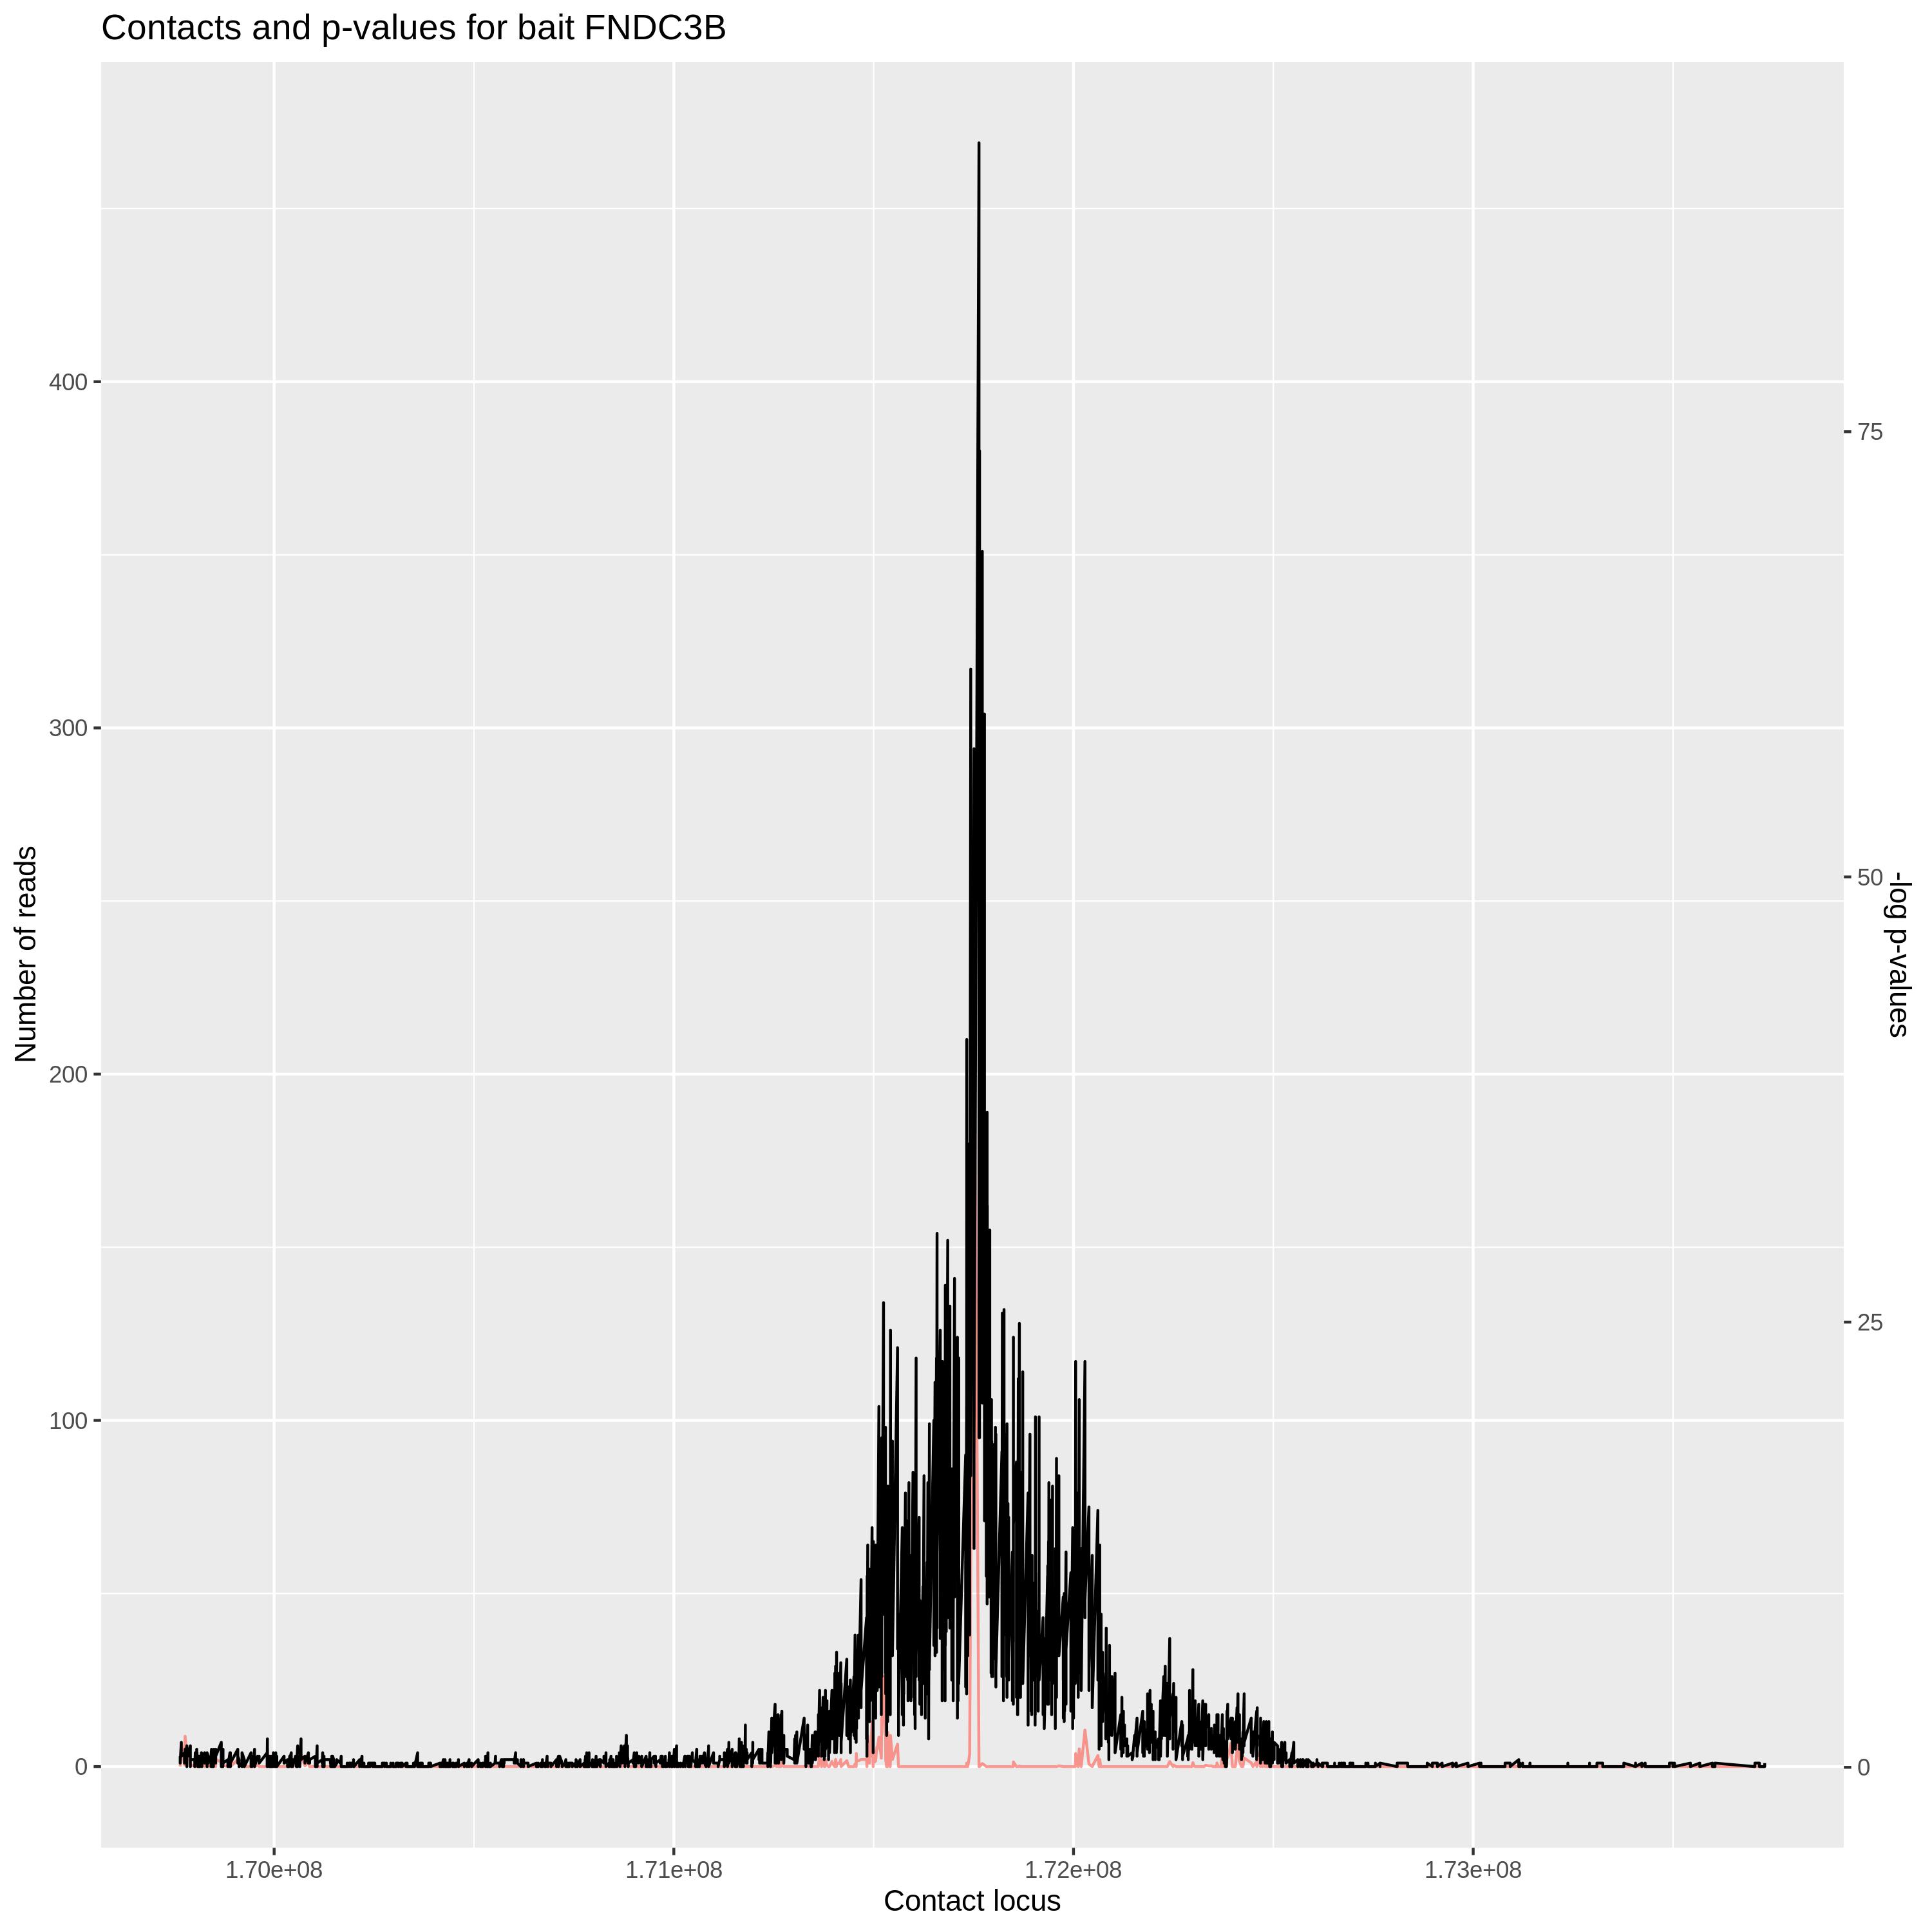 Contacts and p-values for bait FNDC3B
Number of reads
400
300
200
100
0
75
50
25
0
-log p-values
1.70e+08
1.71e+08
1.72e+08
1.73e+08
Contact locus